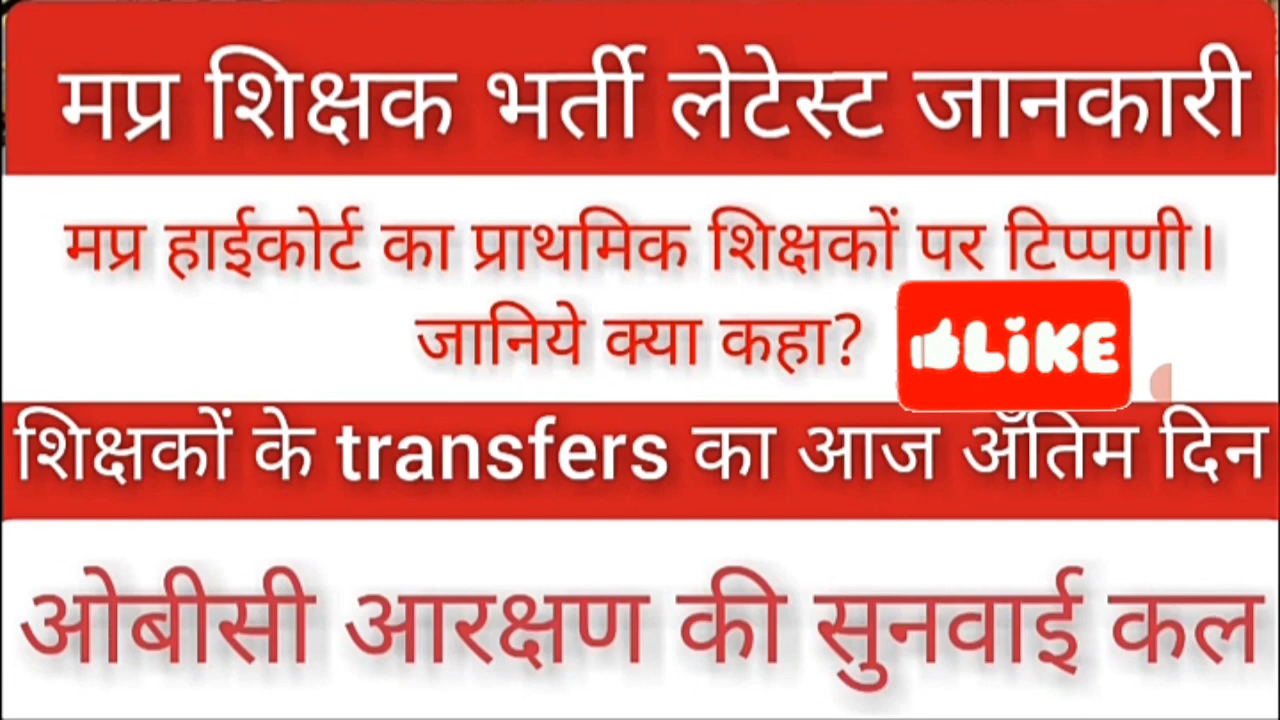 मप्र शिक्षक भर्ती लेटेस्ट जानकारी
मप्र हाईकोर्ट का प्राथमिक शिक्षकों पर टिप्पणी।
जानिये क्या कहा?
LIKE
शिक्षकों के transfers का आज अँतिम दिन
ओबीसी आरक्षण की सुनवाई कल